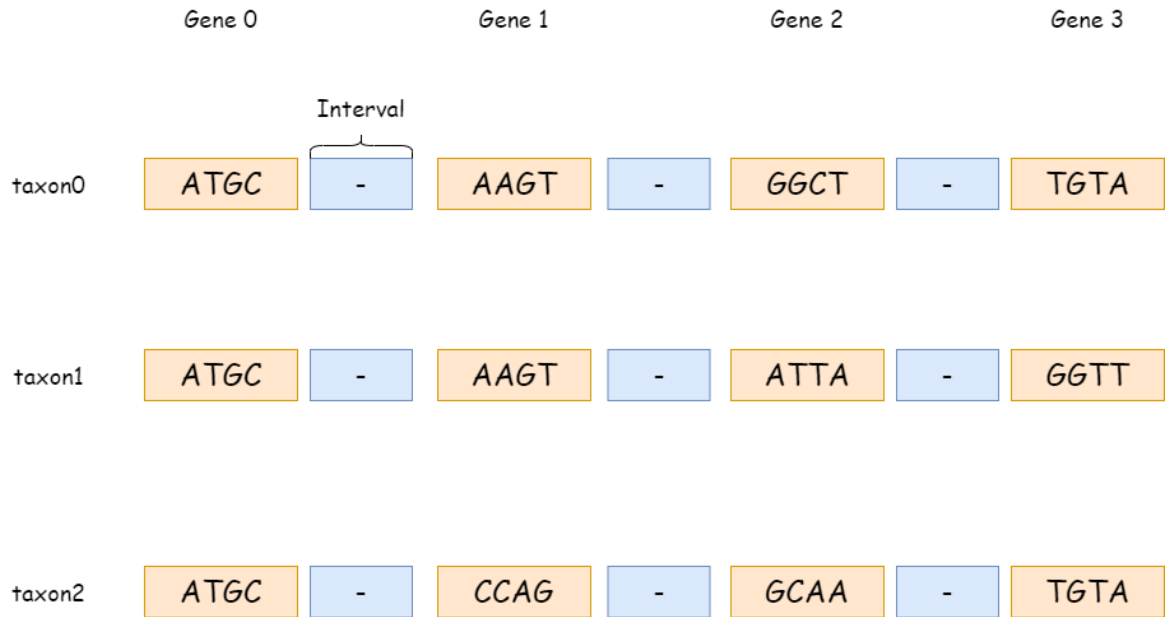 Gene 0 Gene 1 Gene 2 Gene 3
Interval
taxon0 ATGC - AAGT - GGCT - TGTA
taxon1 ATGC - AAGT - ATTA - GGTT
taxon2 ATGC - CCAG - GCAA - TGTA